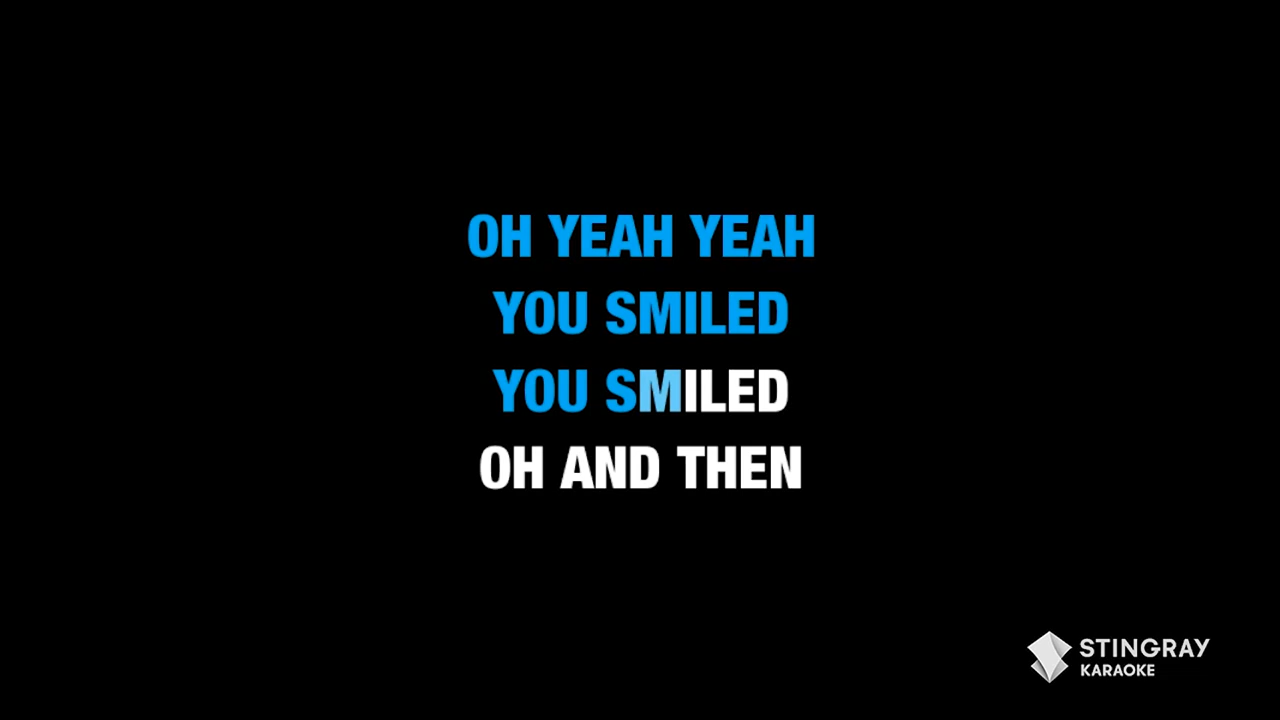 OH YEAH YEAH
YOU SMILED
YOU SMILED
OH AND THEN
STINGRAY
KARAOKE